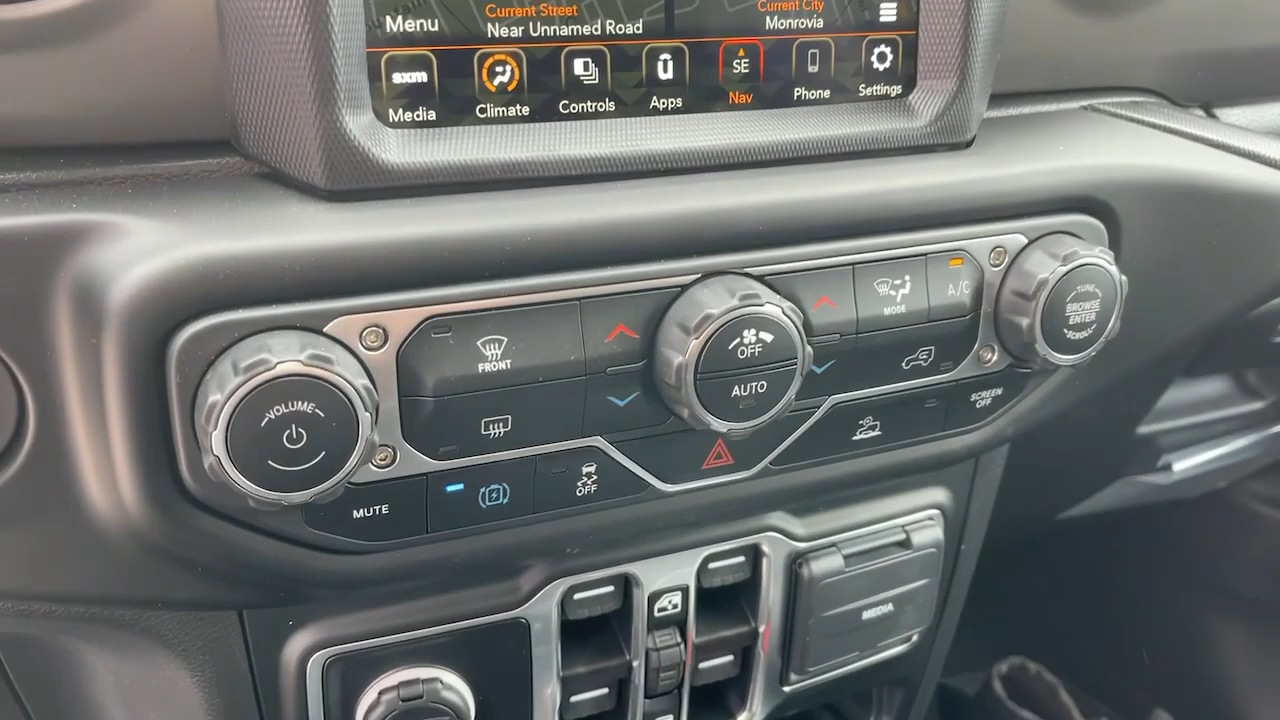 Menu
Current Street
Near Unnamed Road
Current City
Monrovia
sxm
SE
Media
Climate
Controls
Apps
Nav
Phone
Settings
FRONT
OFF
AUTO
MODE
A/C
TUNE
BROWSE
ENTER
SCROLL
VOLUME
MUTE
OFF
SCREEN
OFF
MEDIA